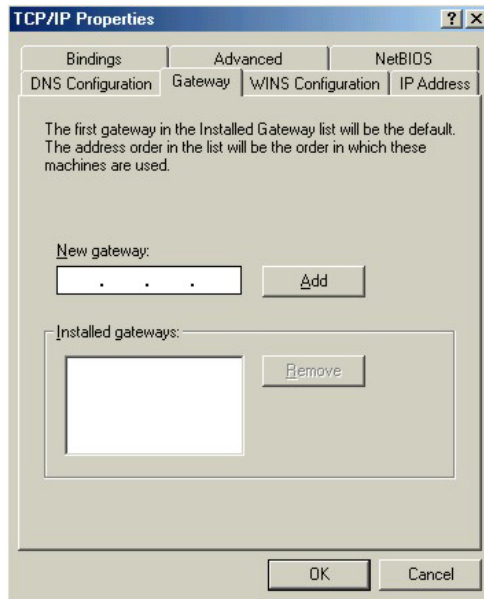 TCP/IP Properties
Bindings Advanced NetBIOS
DNS Configuration Gateway WINS Configuration IP Address
The first gateway in the Installed Gateway list will be the default.
The address order in the list will be the order in which these
machines are used.
New gateway:
. . .
Add
Installed gateways:
Remove
OK Cancel